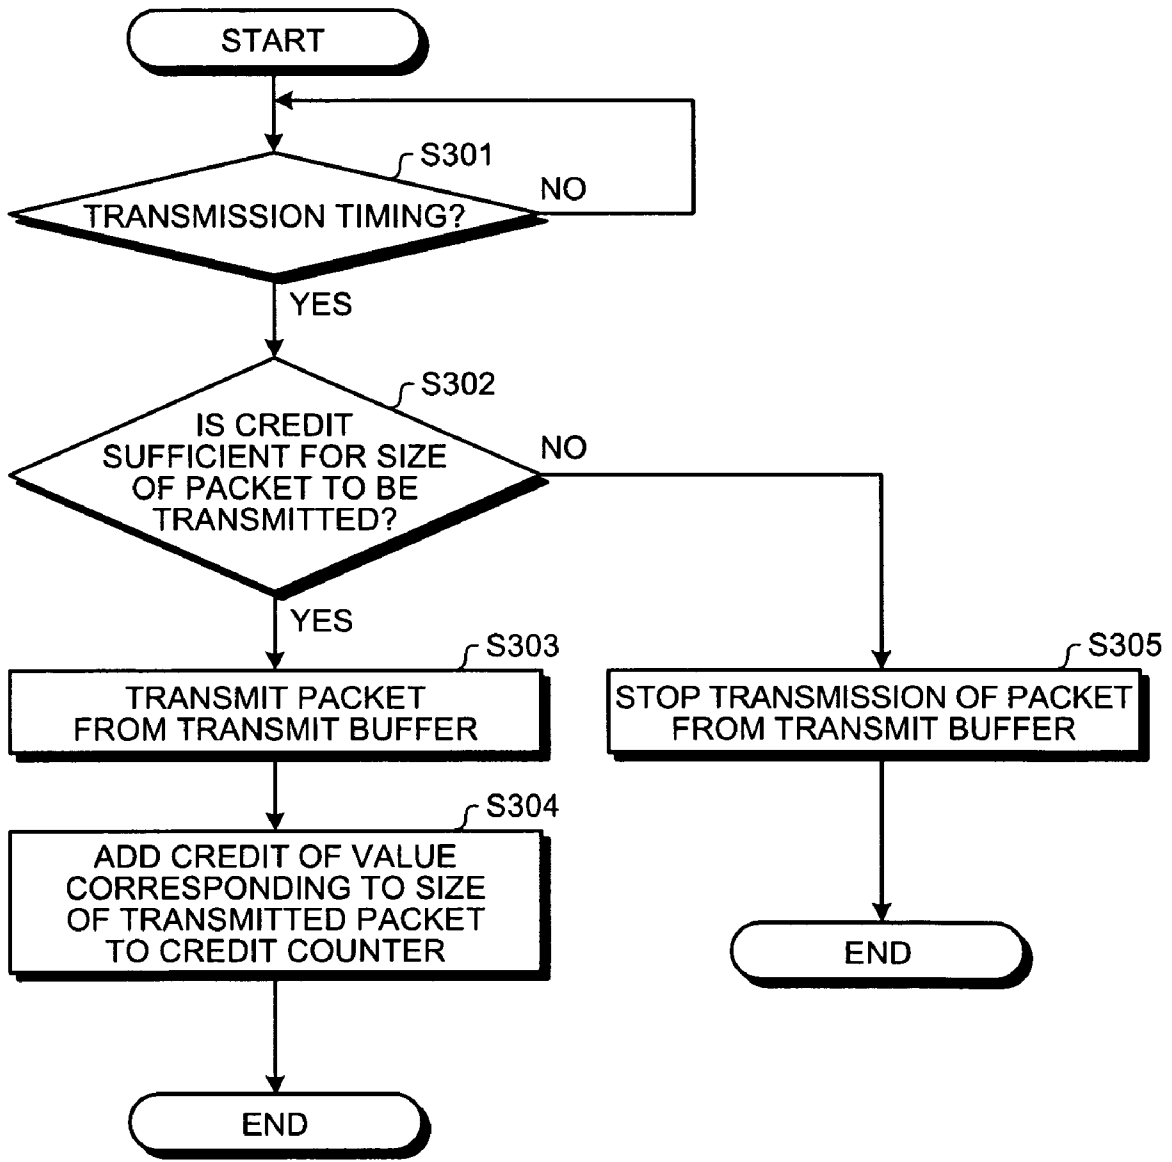 START
S301
TRANSMISSION TIMING?
NO
YES
S302
IS CREDIT
SUFFICIENT FOR SIZE
OF PACKET TO BE
TRANSMITTED?
NO
YES
S303
TRANSMIT PACKET
FROM TRANSMIT BUFFER
S305
STOP TRANSMISSION OF PACKET
FROM TRANSMIT BUFFER
S304
ADD CREDIT OF VALUE
CORRESPONDING TO SIZE
OF TRANSMITTED PACKET
TO CREDIT COUNTER
END
END